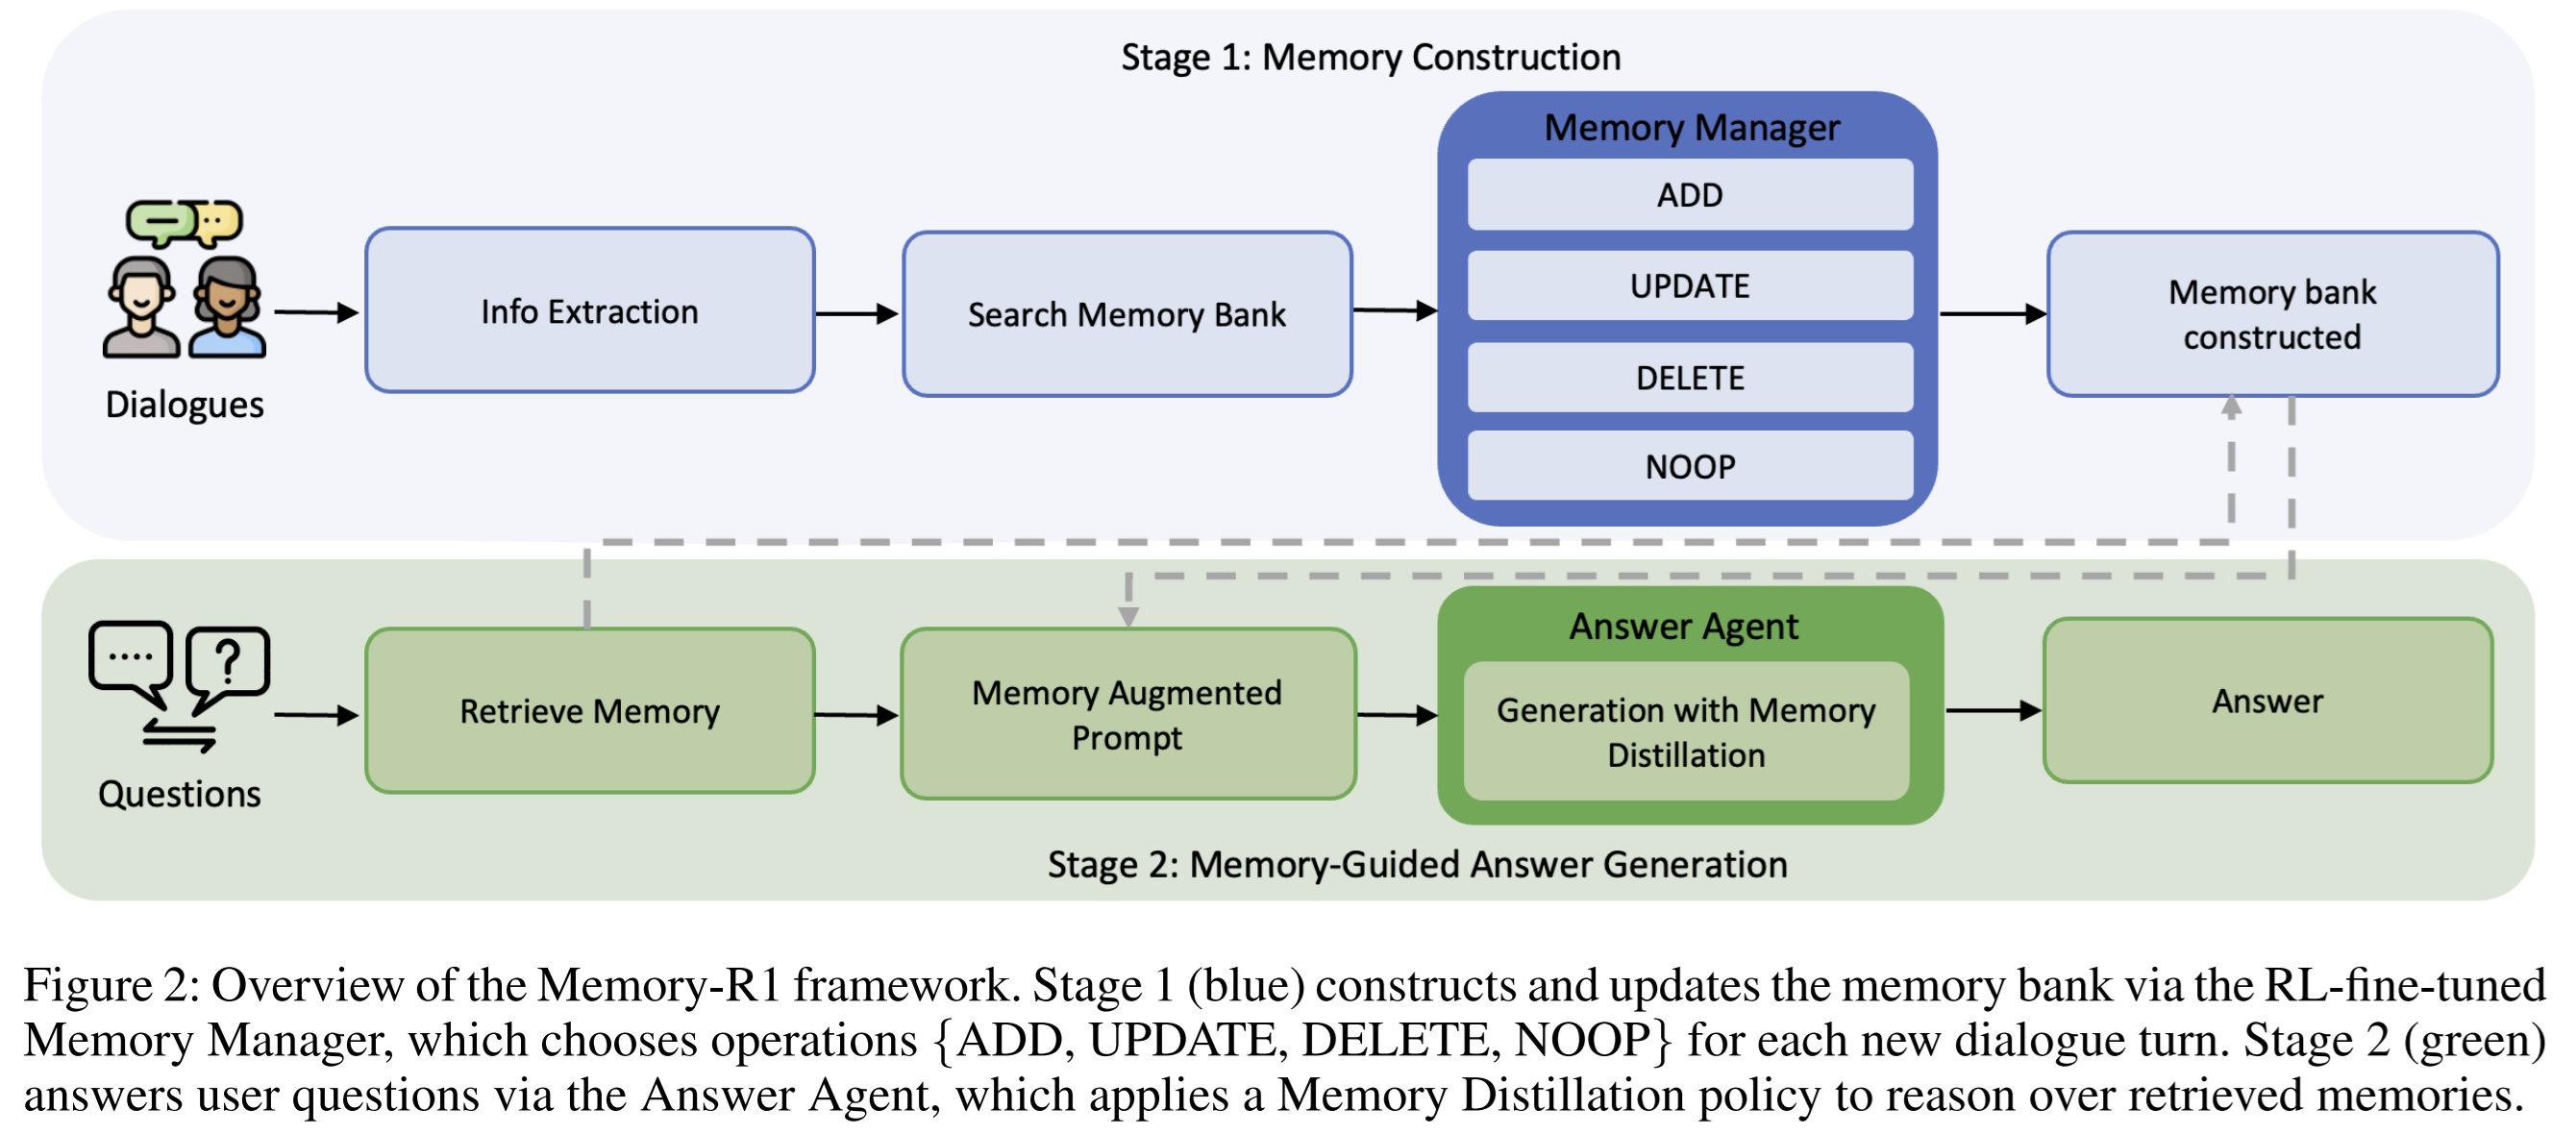 Stage 1: Memory Construction
Memory Manager
ADD
UPDATE
DELETE
NOOP
Dialogues
Info Extraction
Search Memory Bank
Memory bank
constructed
Questions
Retrieve Memory
Memory Augmented
Prompt
Answer Agent
Generation with Memory
Distillation
Answer
....
?
Stage 2: Memory-Guided Answer Generation
Figure 2: Overview of the Memory-R1 framework. Stage 1 (blue) constructs and updates the memory bank via the RL-fine-tuned
Memory Manager, which chooses operations {ADD, UPDATE, DELETE, NOOP} for each new dialogue turn. Stage 2 (green)
answers user questions via the Answer Agent, which applies a Memory Distillation policy to reason over retrieved memories.